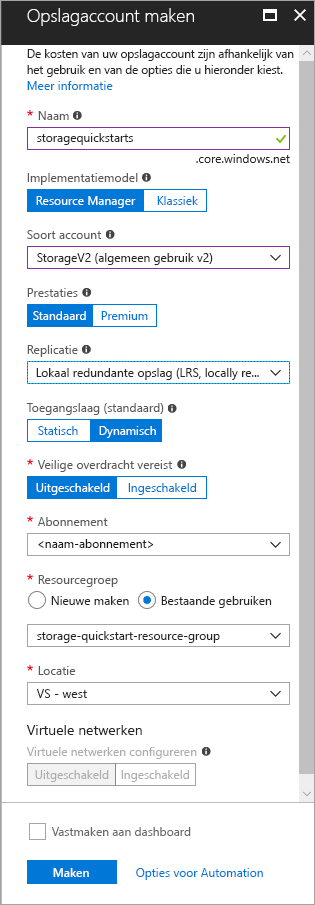 Opslagaccount maken
De kosten van uw opslagaccount zijn afhankelijk van
het gebruik en van de opties die u hieronder kiest.
Meer informatie
* Naam
storagequickstarts
.core.windows.net
Implementatiemodel
Resource Manager Klassiek
Soort account
StorageV2 (algemeen gebruik v2)
Prestaties
Standaard Premium
Replicatie
Lokaal redundante opslag (LRS, locally re...
Toegangslaag (standaard)
Statisch Dynamisch
* Veilige overdracht vereist
Uitgeschakeld Ingeschakeld
* Abonnement
<naam-abonnement>
* Resourcegroep
Nieuwe maken Bestaande gebruiken
storage-quickstart-resource-group
* Locatie
VS - west
Virtuele netwerken
Virtuele netwerken configureren
Uitgeschakeld Ingeschakeld
Vastmaken aan dashboard
Maken Opties voor Automation